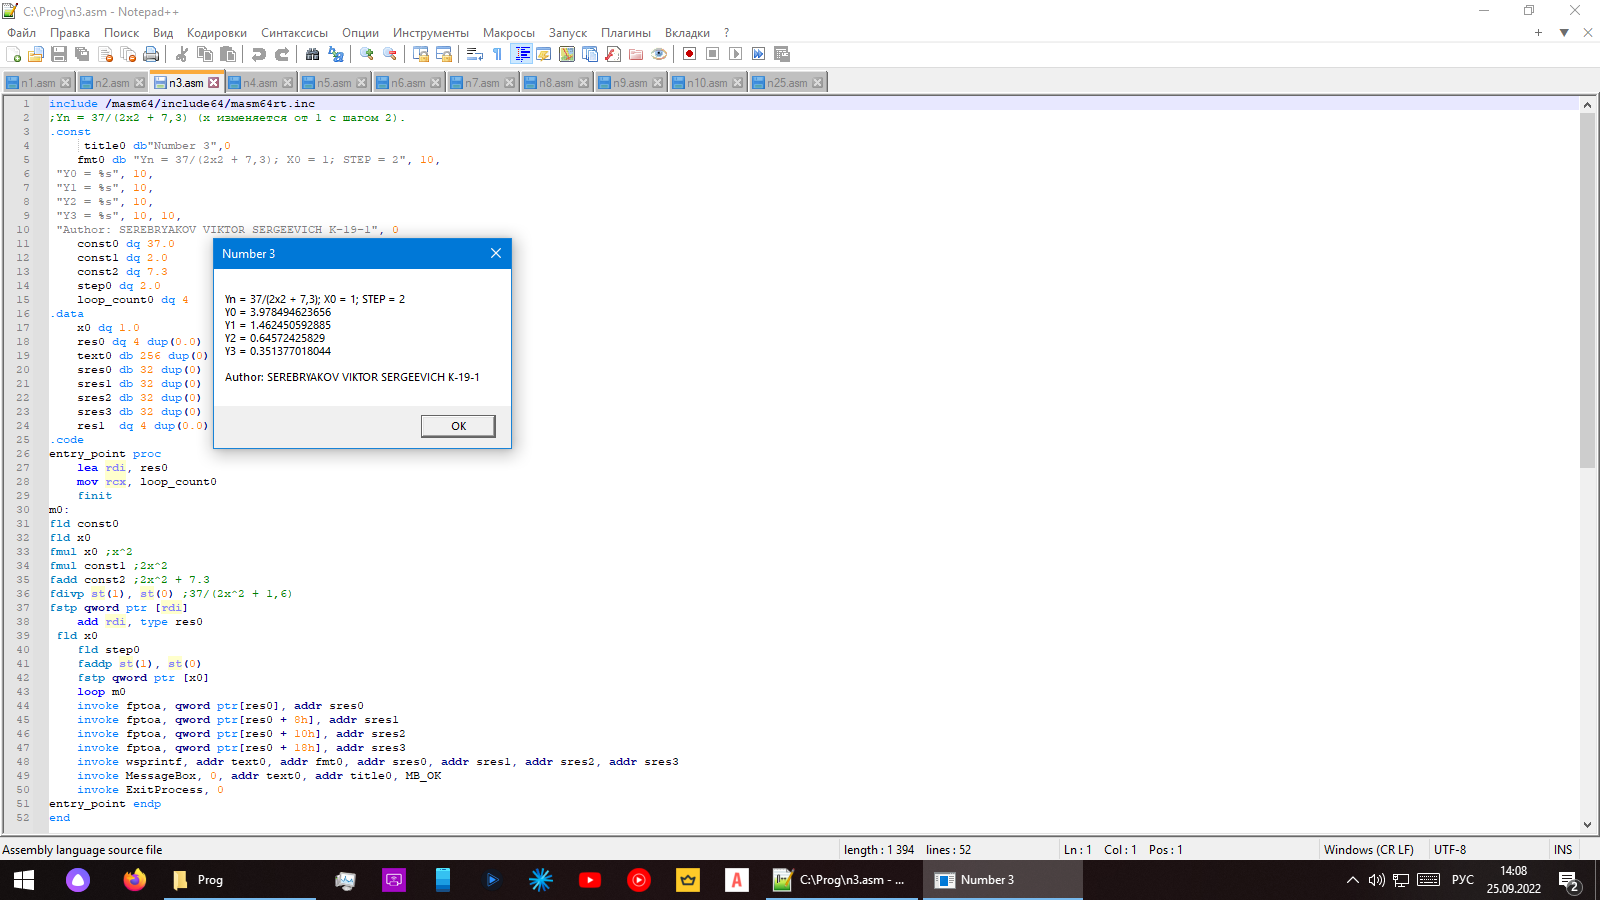 C:\Prog\n3.asm - Notepad++
Файл Правка Поиск Вид Кодировки Синтаксисы Опции Инструменты Макросы Запуск Плагины Вкладки ?
n1.asm n2.asm n3.asm n4.asm n5.asm n6.asm n7.asm n8.asm n9.asm n10.asm n25.asm
1 include /masm64/include64/masm64rt.inc
2 ;Yn = 37/(2x2 + 7,3) (x изменяется от 1 с шагом 2).
3 .const
4 title0 db"Number 3",0
5 fmt0 db "Yn = 37/(2x2 + 7,3); X0 = 1; STEP = 2", 10,
6 "Y0 = %s", 10,
7 "Y1 = %s", 10,
8 "Y2 = %s", 10,
9 "Y3 = %s", 10, 10,
10 "Author: SEREBRYAKOV VIKTOR SERGEEVICH K-19-1", 0
11 const0 dq 37.0
12 const1 dq 2.0
13 const2 dq 7.3
14 step0 dq 2.0
15 loop_count0 dq 4
16 .data
17 x0 dq 1.0
18 res0 dq 4 dup(0.0)
19 text0 db 256 dup(0)
20 sres0 db 32 dup(0)
21 sres1 db 32 dup(0)
22 sres2 db 32 dup(0)
23 sres3 db 32 dup(0)
24 res1 dq 4 dup(0.0)
25 .code
26 entry_point proc
27 lea rdi, res0
28 mov rcx, loop_count0
29 finit
30 m0:
31 fld const0
32 fld x0
33 fmul x0 ;x^2
34 fmul const1 ;2x^2
35 fadd const2 ;2x^2 + 7.3
36 fdivp st(1), st(0) ;37/(2x^2 + 1,6)
37 fstp qword ptr [rdi]
38 add rdi, type res0
39 fld x0
40 fld step0
41 faddp st(1), st(0)
42 fstp qword ptr [x0]
43 loop m0
44 invoke fptoa, qword ptr[res0], addr sres0
45 invoke fptoa, qword ptr[res0 + 8h], addr sres1
46 invoke fptoa, qword ptr[res0 + 10h], addr sres2
47 invoke fptoa, qword ptr[res0 + 18h], addr sres3
48 invoke wsprintf, addr text0, addr fmt0, addr sres0, addr sres1, addr sres2, addr sres3
49 invoke MessageBox, 0, addr text0, addr title0, MB_OK
50 invoke ExitProcess, 0
51 entry_point endp
52 end
Number 3
Yn = 37/(2x2 + 7,3); X0 = 1; STEP = 2
Y0 = 3.978494623656
Y1 = 1.462450592885
Y2 = 0.64572425829
Y3 = 0.351377018044
Author: SEREBRYAKOV VIKTOR SERGEEVICH K-19-1
OK
Assembly language source file length : 1 394 lines : 52 Ln : 1 Col : 1 Pos : 1 Windows (CR LF) UTF-8 INS
Prog C:\Prog\n3.asm - ... Number 3 РУС 14:08
25.09.2022 2